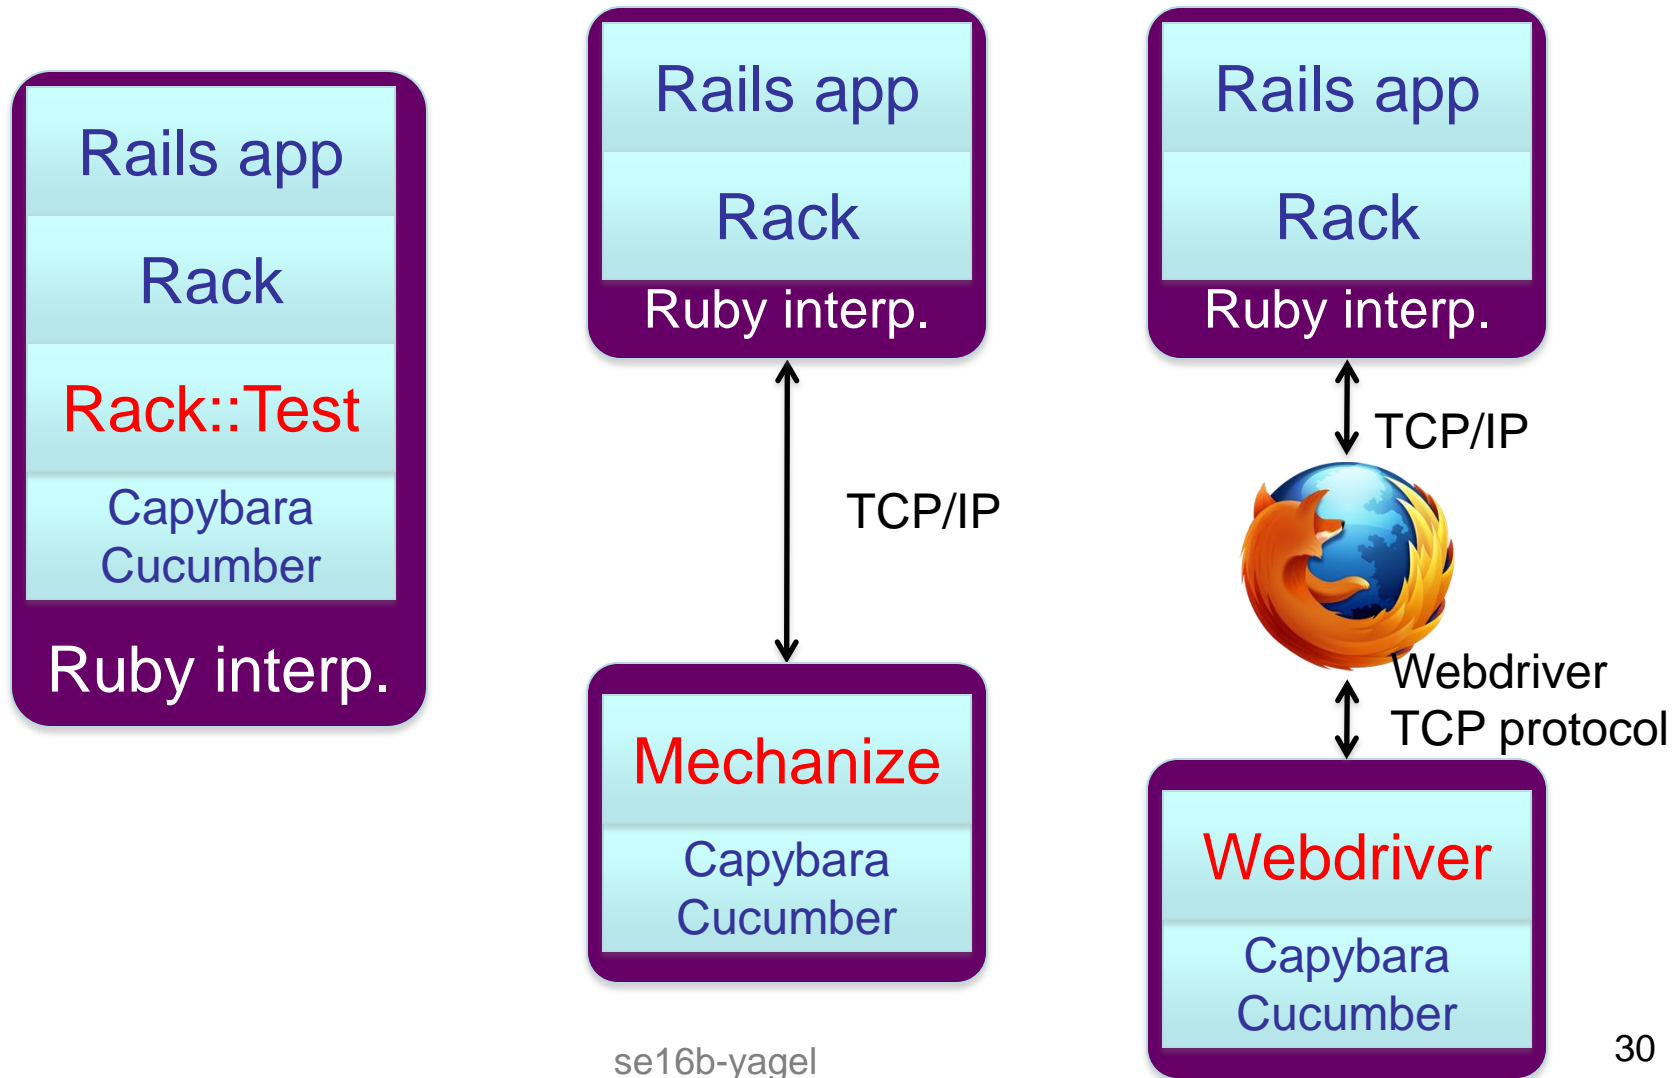 Rails app
Rack
Rack::Test
Capybara
Cucumber
Ruby interp.
Rails app
Rack
Ruby interp.
TCP/IP
Mechanize
Capybara
Cucumber
Rails app
Rack
Ruby interp.
TCP/IP
Webdriver
TCP protocol
Webdriver
Capybara
Cucumber
se16b-yagel
30